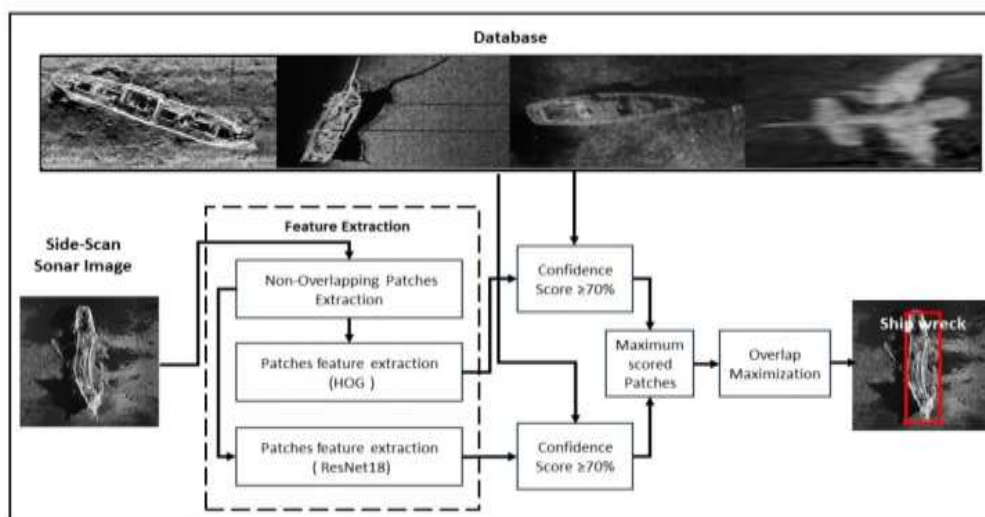 Database
Side-Scan
Sonar Image
Feature Extraction
Non-Overlapping Patches
Extraction
Patches feature extraction
(HOG )
Patches feature extraction
( ResNet18)
Confidence
Score ≥70%
Confidence
Score ≥70%
Maximum
scored
Patches
Overlap
Maximization
Ship wreck